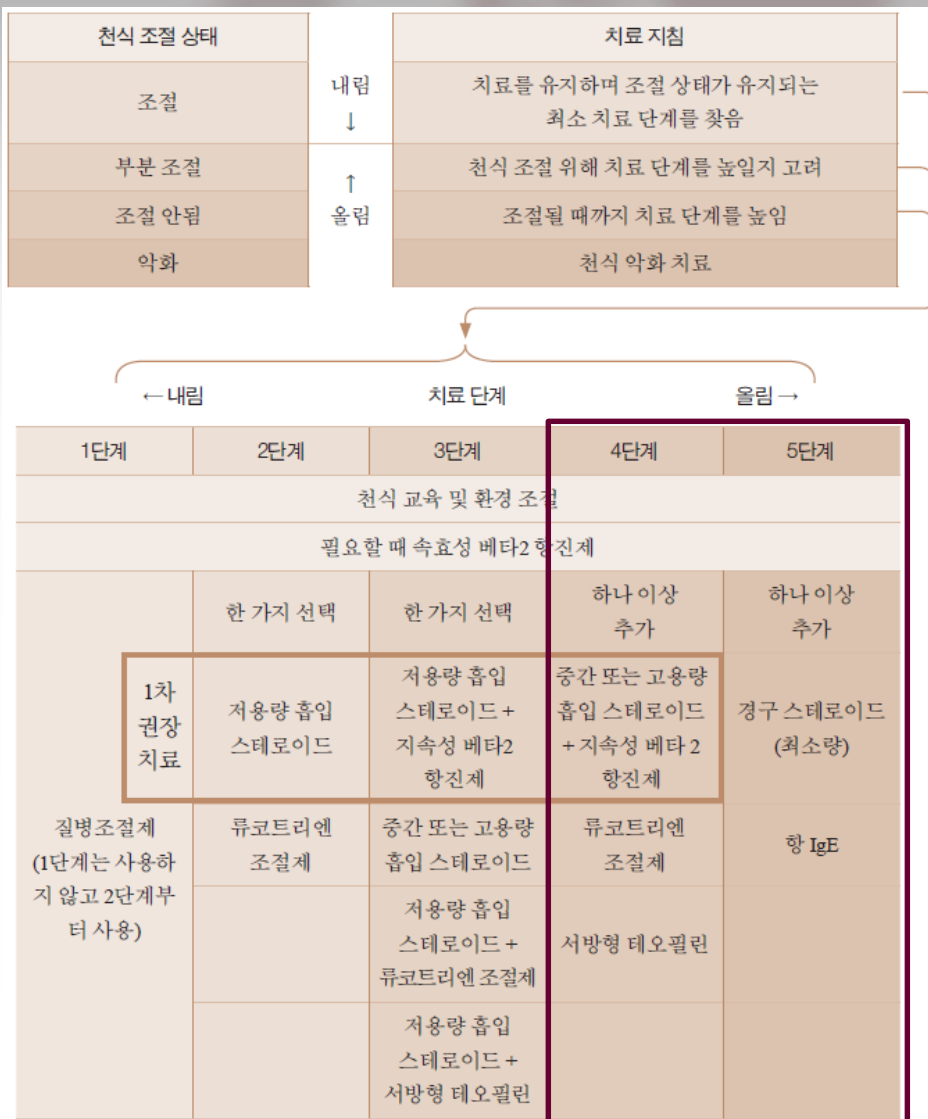 천식 조절 상태
치료 지침
조절
내림
↓
치료를 유지하며 조절 상태가 유지되는
최소 치료 단계를 찾음
부분 조절
↑
올림
천식 조절 위해 치료 단계를 높일지 고려
조절 안됨
조절될 때까지 치료 단계를 높임
악화
천식 악화 치료
← 내림
치료 단계
올림 →
1단계
2단계
3단계
4단계
5단계
천식 교육 및 환경 조절
필요할 때 속효성 베타2 항진제
한 가지 선택
한 가지 선택
하나 이상
추가
하나 이상
추가
1차
권장
치료
저용량 흡입
스테로이드
저용량 흡입
스테로이드 +
지속성 베타2
항진제
중간 또는 고용량
흡입 스테로이드
+ 지속성 베타 2
항진제
경구 스테로이드
(최소량)
질병조절제
(1단계는 사용하
지 않고 2단계부
터 사용)
류코트리엔
조절제
중간 또는 고용량
흡입 스테로이드
류코트리엔
조절제
항 IgE
저용량 흡입
스테로이드 +
류코트리엔 조절제
서방형 테오필린
저용량 흡입
스테로이드 +
서방형 테오필린